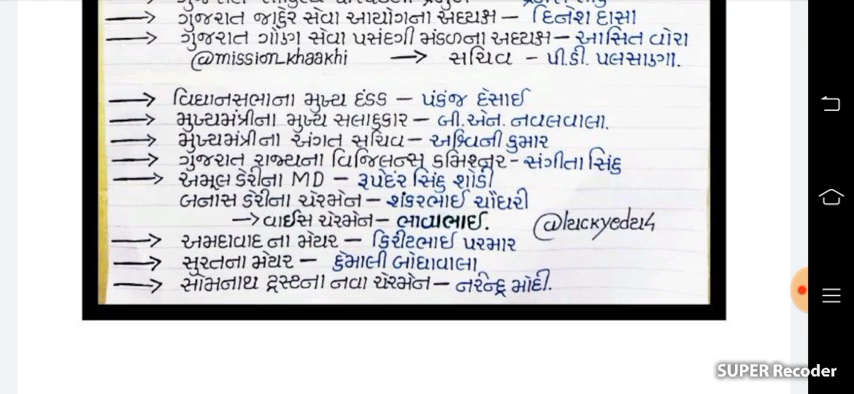 → ગુજરાત જાહેર સેવા આયોગના અધ્યક્ષ – દિનેશ દાસા
→ ગુજરાત ગૌણ સેવા પસંદગી મંડળના અધ્યક્ષ – આસિત વોરા
@mission_khaakhi → સચિવ – પી.ડી. પલસાણા.
→ વિધાનસભાના મુખ્ય દંડક – પંકજ દેસાઈ
→ મુખ્યમંત્રીના મુખ્ય સલાહકાર – બી.એન. નવલવાલા.
→ મુખ્યમંત્રીના અંગત સચિવ – અશ્વિની કુમાર
→ ગુજરાત રાજ્યના વિજિલન્સ કમિશ્નર - સંગીતા સિંહ
→ અમૂલ ડેરીના MD – રૂપેદર સિંહ શોડી
બનાસ ડેરીના ચેરમેન – શંકરભાઈ ચૌધરી
→ વાઈસ ચેરમેન – ભાવાભાઈ.
→ અમદાવાદ ના મેયર – કિરીટભાઈ પરમાર
→ સુરતના મેયર – હેમાલી બોઘાવાલા
→ સોમનાથ ટ્રસ્ટના નવા ચેરમેન – નરેન્દ્ર મોદી.
SUPER Recoder